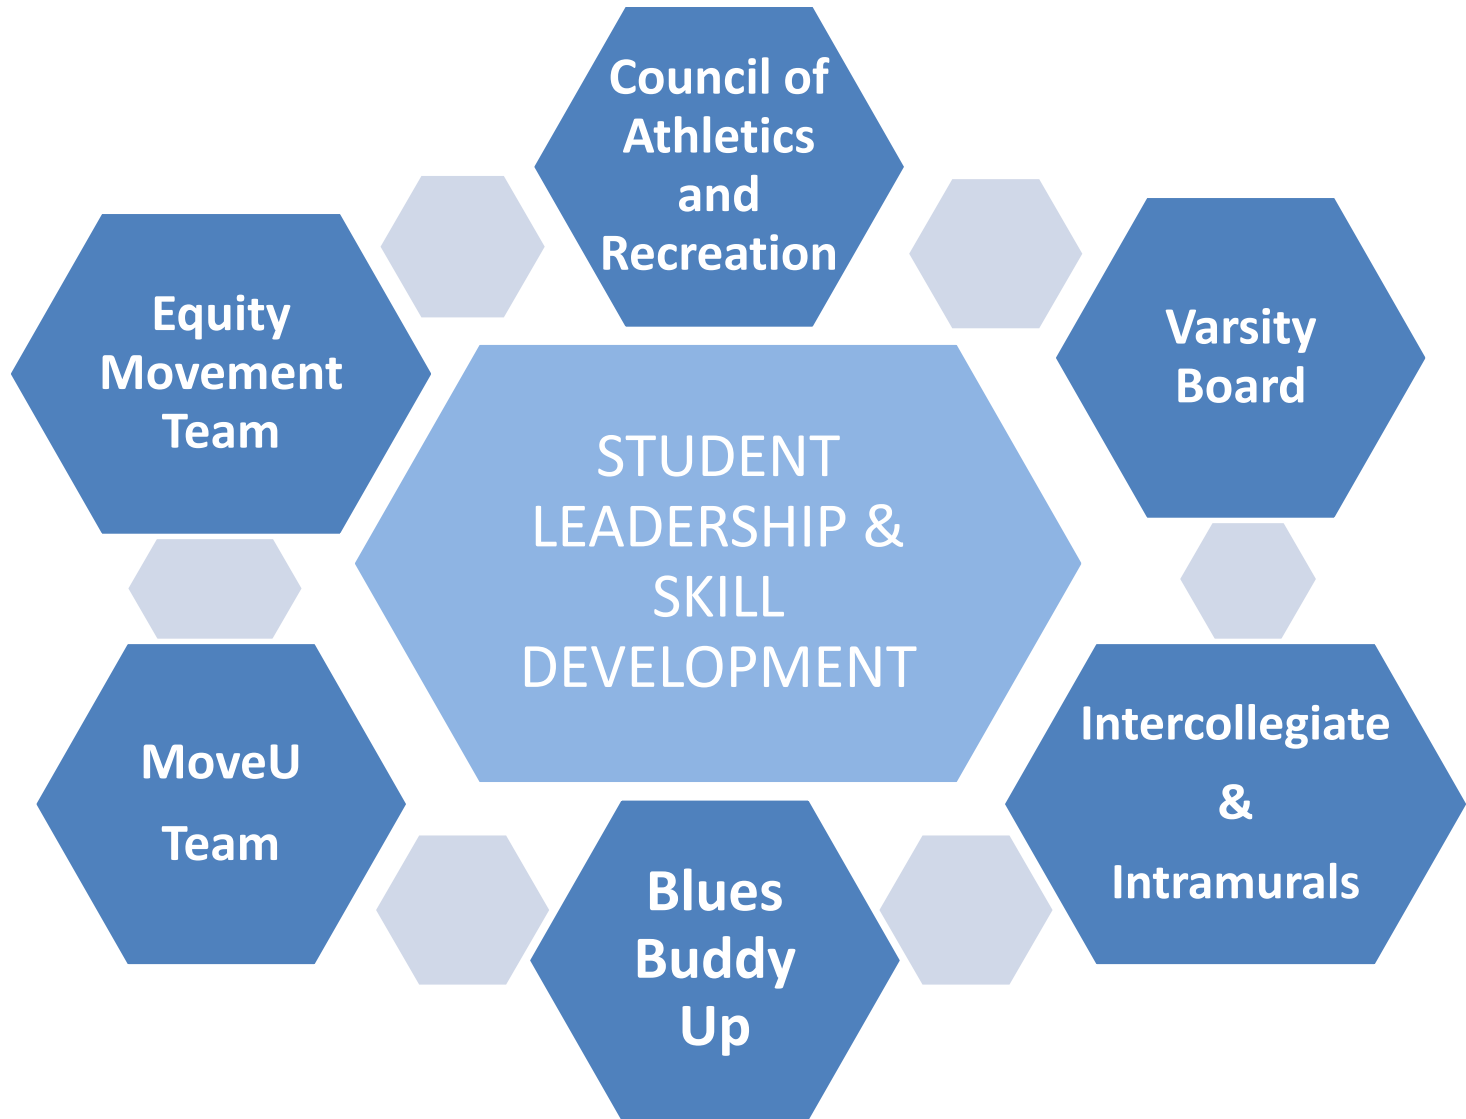 Council of
Athletics
and
Recreation
Equity
Movement
Team
Varsity
Board
STUDENT
LEADERSHIP &
SKILL
DEVELOPMENT
MoveU
Team
Intercollegiate
&
Intramurals
Blues
Buddy
Up